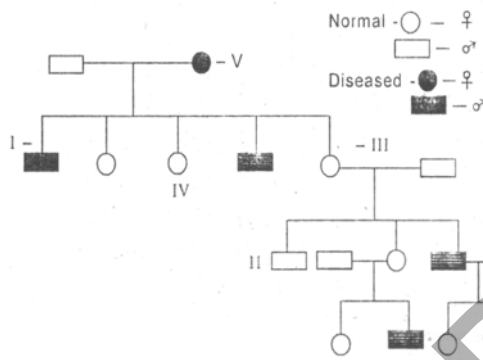 Normal - ○ — ♀
□ — ♂
Diseased - ● — ♀
■ — ♂
– V
I –
– III
IV
II